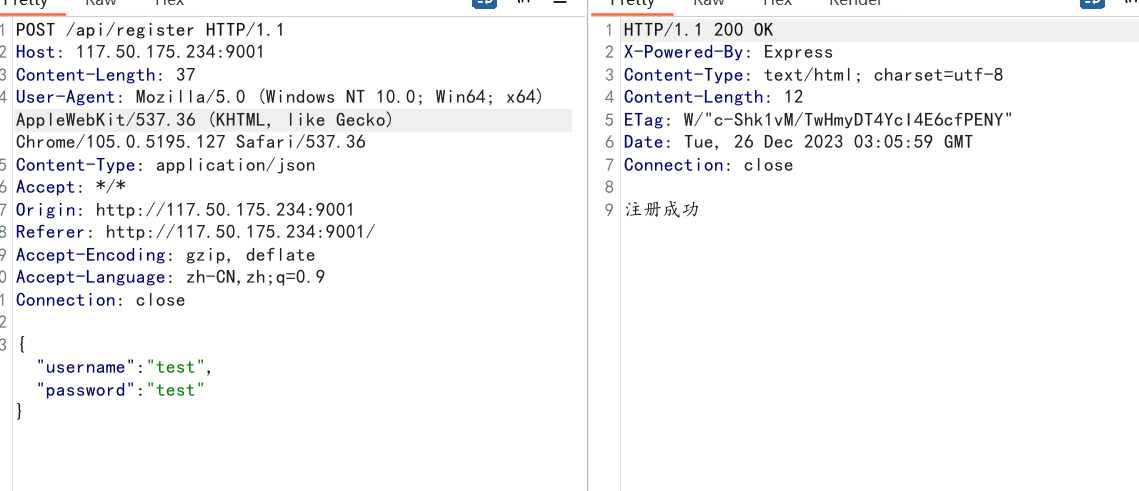 Pretty Raw Hex
1 POST /api/register HTTP/1.1
2 Host: 117.50.175.234:9001
3 Content-Length: 37
4 User-Agent: Mozilla/5.0 (Windows NT 10.0; Win64; x64)
AppleWebKit/537.36 (KHTML, like Gecko)
Chrome/105.0.5195.127 Safari/537.36
5 Content-Type: application/json
6 Accept: */*
7 Origin: http://117.50.175.234:9001
8 Referer: http://117.50.175.234:9001/
9 Accept-Encoding: gzip, deflate
0 Accept-Language: zh-CN,zh;q=0.9
1 Connection: close
2
3 {
"username":"test",
"password":"test"
}
Pretty Raw Hex Render
1 HTTP/1.1 200 OK
2 X-Powered-By: Express
3 Content-Type: text/html; charset=utf-8
4 Content-Length: 12
5 ETag: W/"c-Shk1vM/TwHmyDT4YcI4E6cfPENY"
6 Date: Tue, 26 Dec 2023 03:05:59 GMT
7 Connection: close
8
9 注册成功